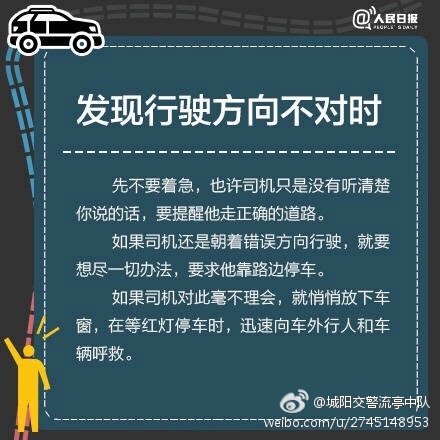 @人民日报
PEOPLE'S DAILY
发现行驶方向不对时
先不要着急，也许司机只是没有听清楚
你说的话，要提醒他走正确的道路。
如果司机还是朝着错误方向行驶，就要
想尽一切办法，要求他靠路边停车。
如果司机对此毫不理会，就悄悄放下车
窗，在等红灯停车时，迅速向车外行人和车
辆呼救。
@城阳交警流亭中队
weibo.com/u/2745148953